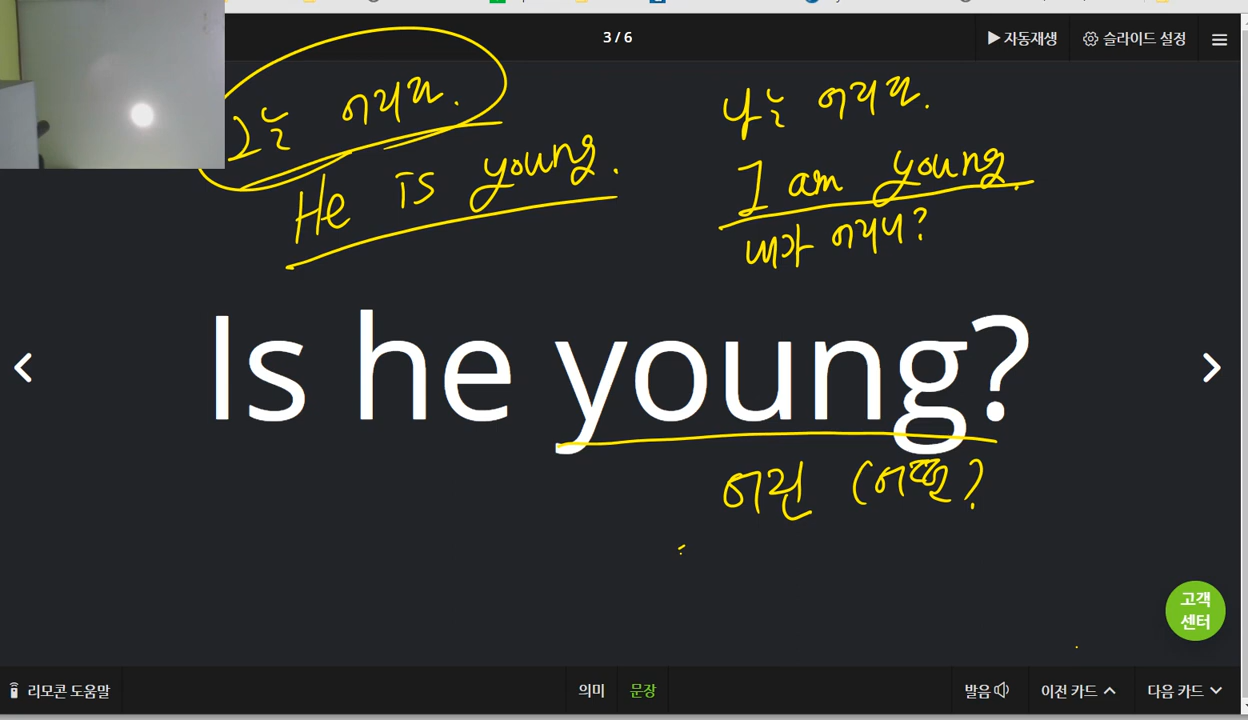 3 / 6
자동재생
슬라이드 설정
그는 어리다.
He is young.
나는 어리다.
I am young.
내가 어리니?
Is he young?
어린 (어떤?
고객
센터
리모콘 도움말
의미
문장
발음
이전 카드
다음 카드